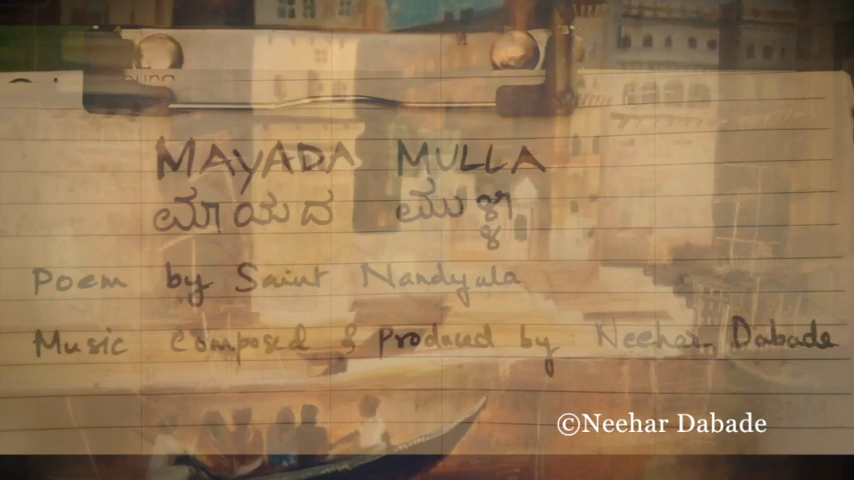 MAYADA MULLA
ಮಾಯದ ಮುಳ್ಳಾ
Poem by Saint Nandyala
Music Composed & Produced by Neehar Dabade
©Neehar Dabade